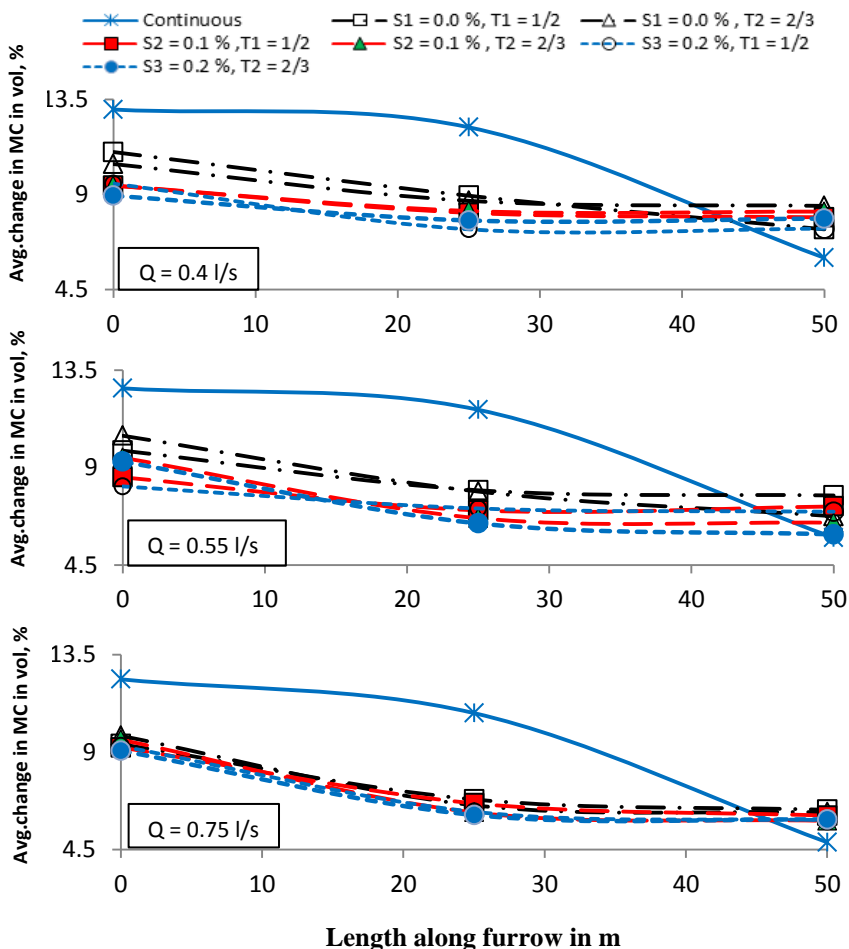 Continuous S1 = 0.0 %, T1 = 1/2 S1 = 0.0 %, T2 = 2/3
S2 = 0.1 % ,T1 = 1/2 S2 = 0.1 % , T2 = 2/3 S3 = 0.2 %, T1 = 1/2
S3 = 0.2 %, T2 = 2/3
Avg.change in MC in vol, %
13.5
9
4.5
Q = 0.4 l/s
0 10 20 30 40 50
Avg.change in MC in vol, %
13.5
9
4.5
Q = 0.55 l/s
0 10 20 30 40 50
Avg.change in MC in vol, %
13.5
9
4.5
Q = 0.75 l/s
0 10 20 30 40 50
Length along furrow in m